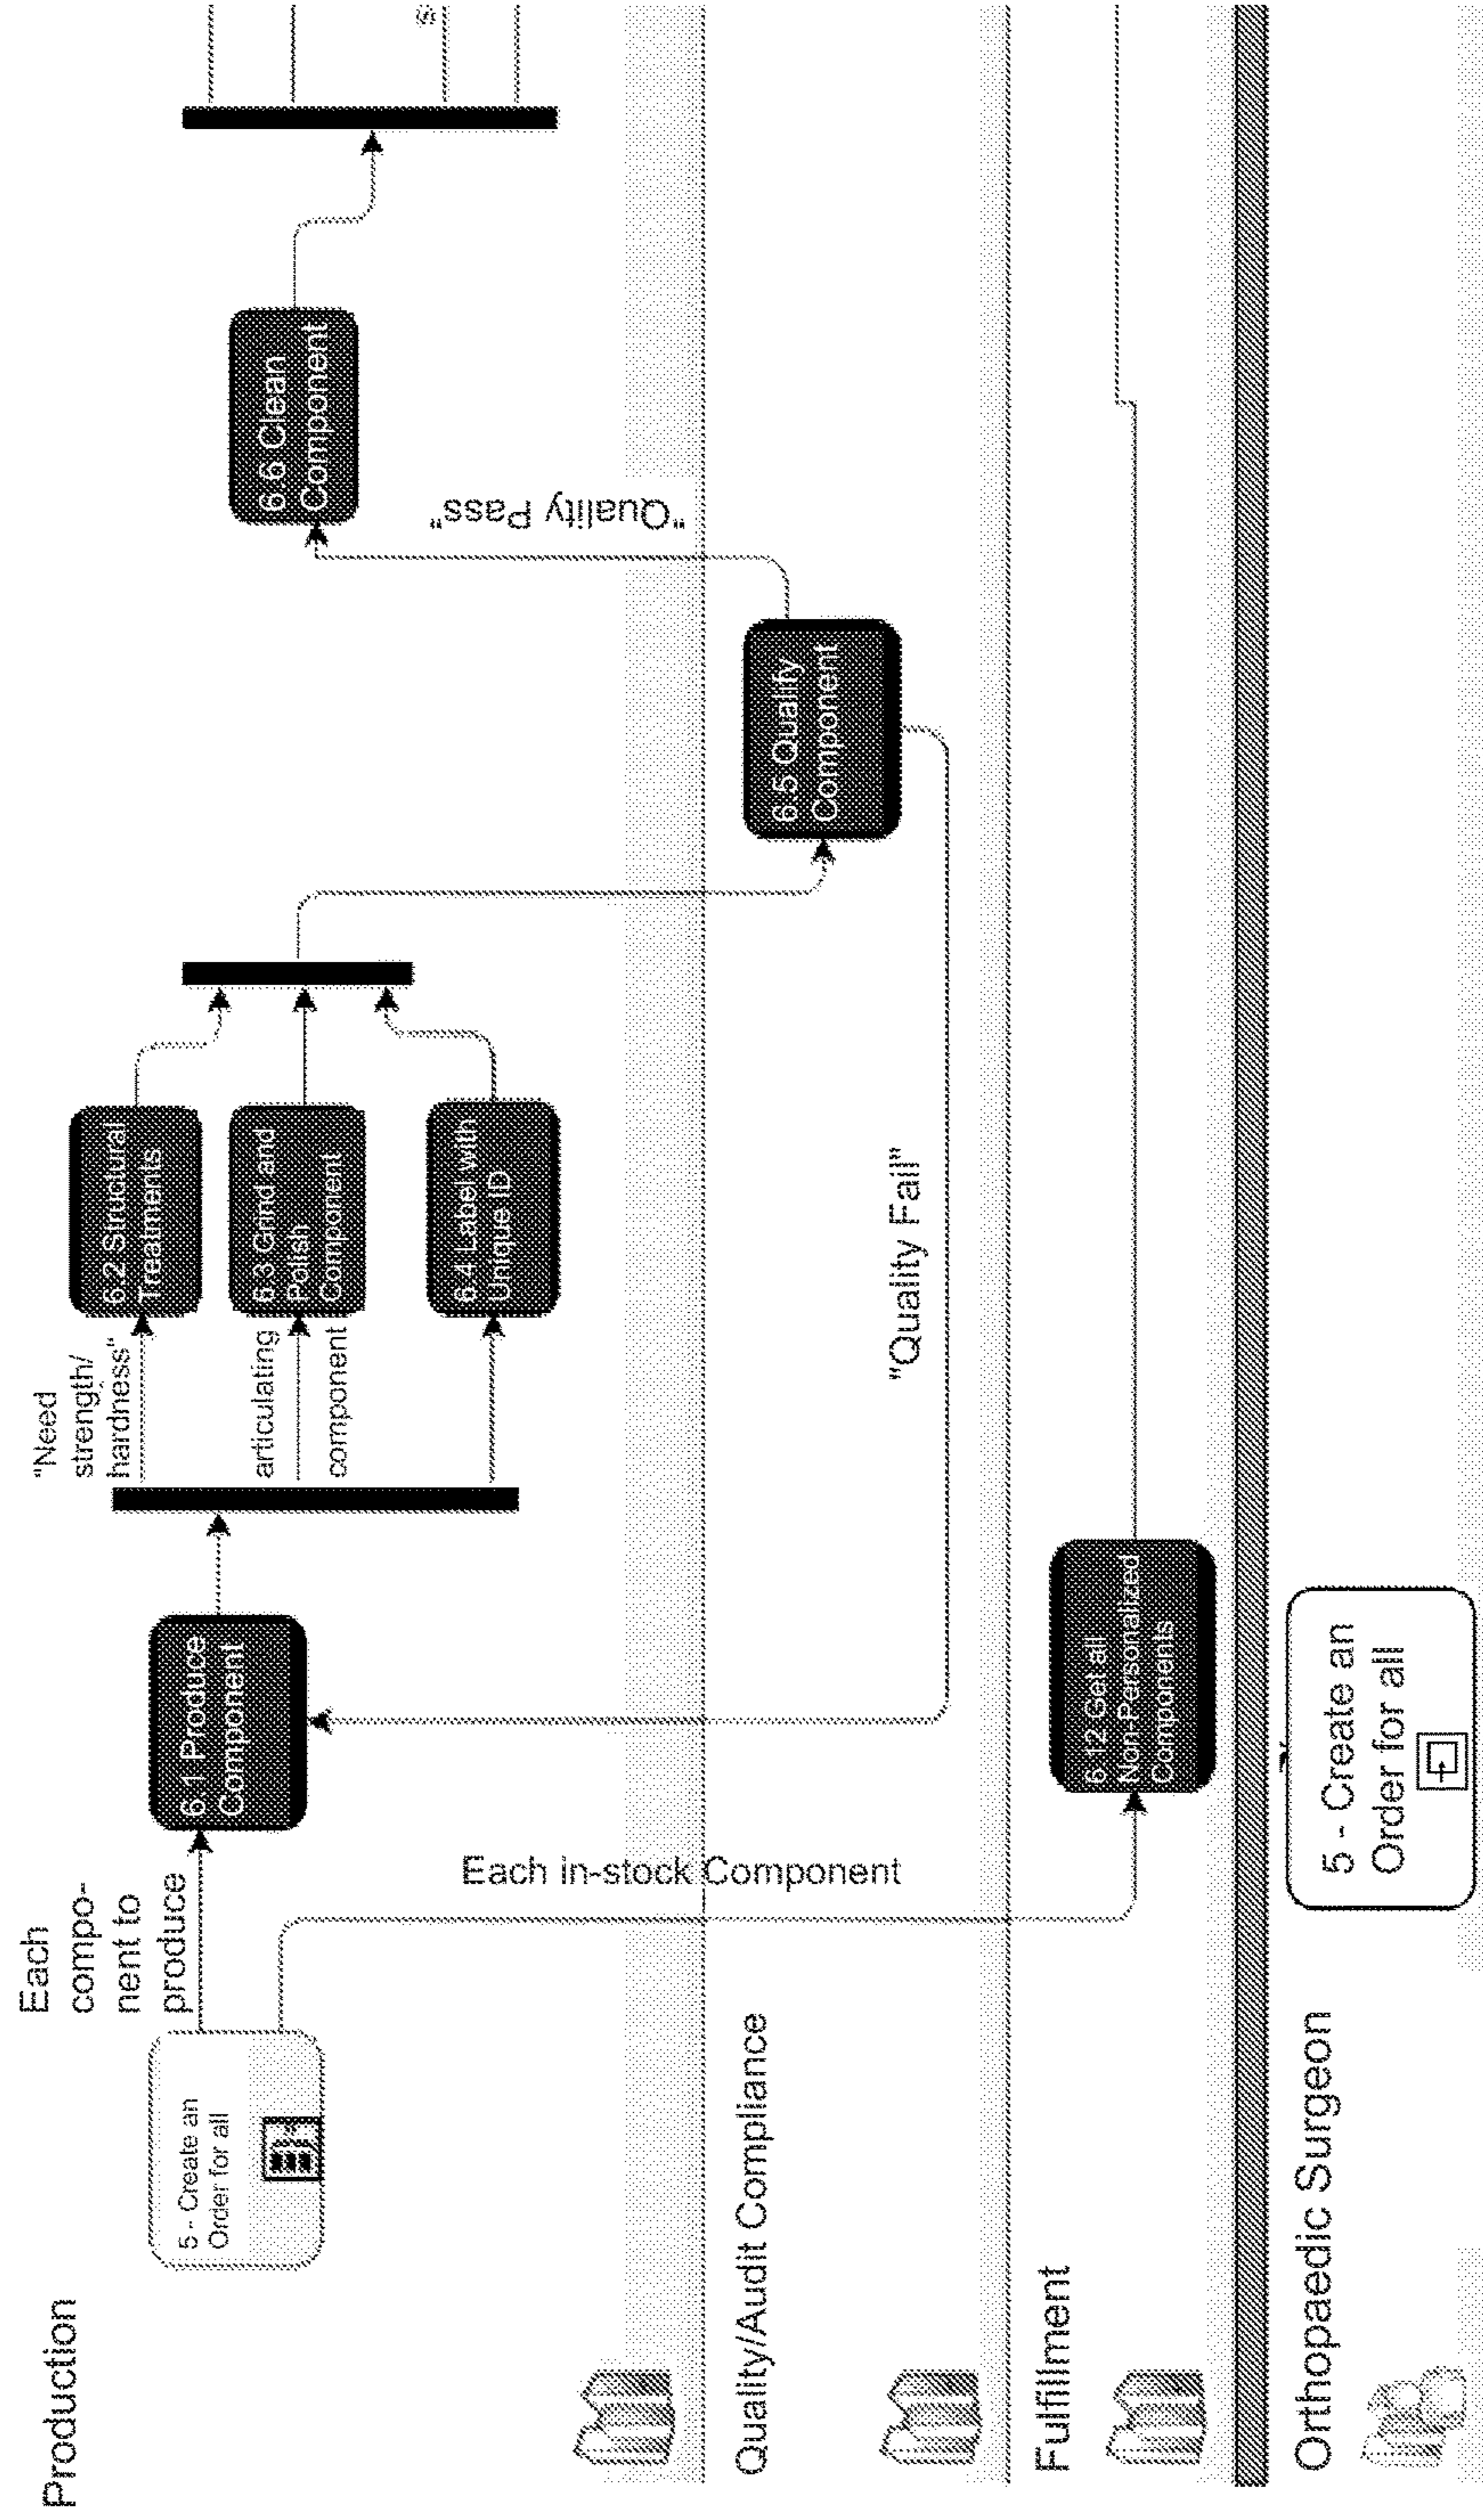 Production
5 - Create an
Order for all
Each
compo-
nent to
produce
6.1 Produce
Component
"Need
strength/
hardness"
articulating
component
6.2 Structural
Treatments
6.3 Grind and
Polish
Component
6.4 Label with
Unique ID
6.6 Clean
Component
"Quality Pass"
Each in-stock Component
Quality/Audit Compliance
6.5 Qualify
Component
"Quality Fail"
Fulfillment
6.12 Get all
Non-Personalized
Components
Orthopaedic Surgeon
5 - Create an
Order for all